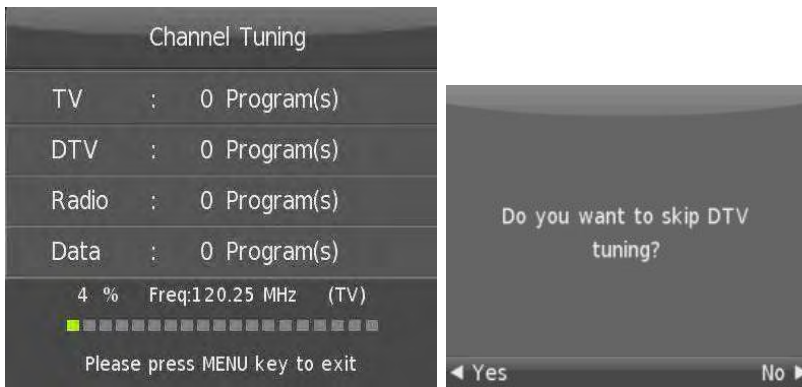 Channel Tuning
TV : 0 Program(s)
DTV : 0 Program(s)
Radio : 0 Program(s)
Data : 0 Program(s)
4 % Freq:120.25 MHz (TV)
Please press MENU key to exit
Do you want to skip DTV
tuning?
Yes No